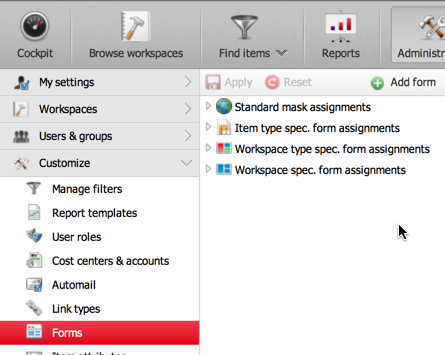 Cockpit
Browse workspaces
Find items
Reports
Administr
My settings
Workspaces
Users & groups
Customize
Manage filters
Report templates
User roles
Cost centers & accounts
Automail
Link types
Forms
Item attributes
Apply
Reset
Add form
Standard mask assignments
Item type spec. form assignments
Workspace type spec. form assignments
Workspace spec. form assignments